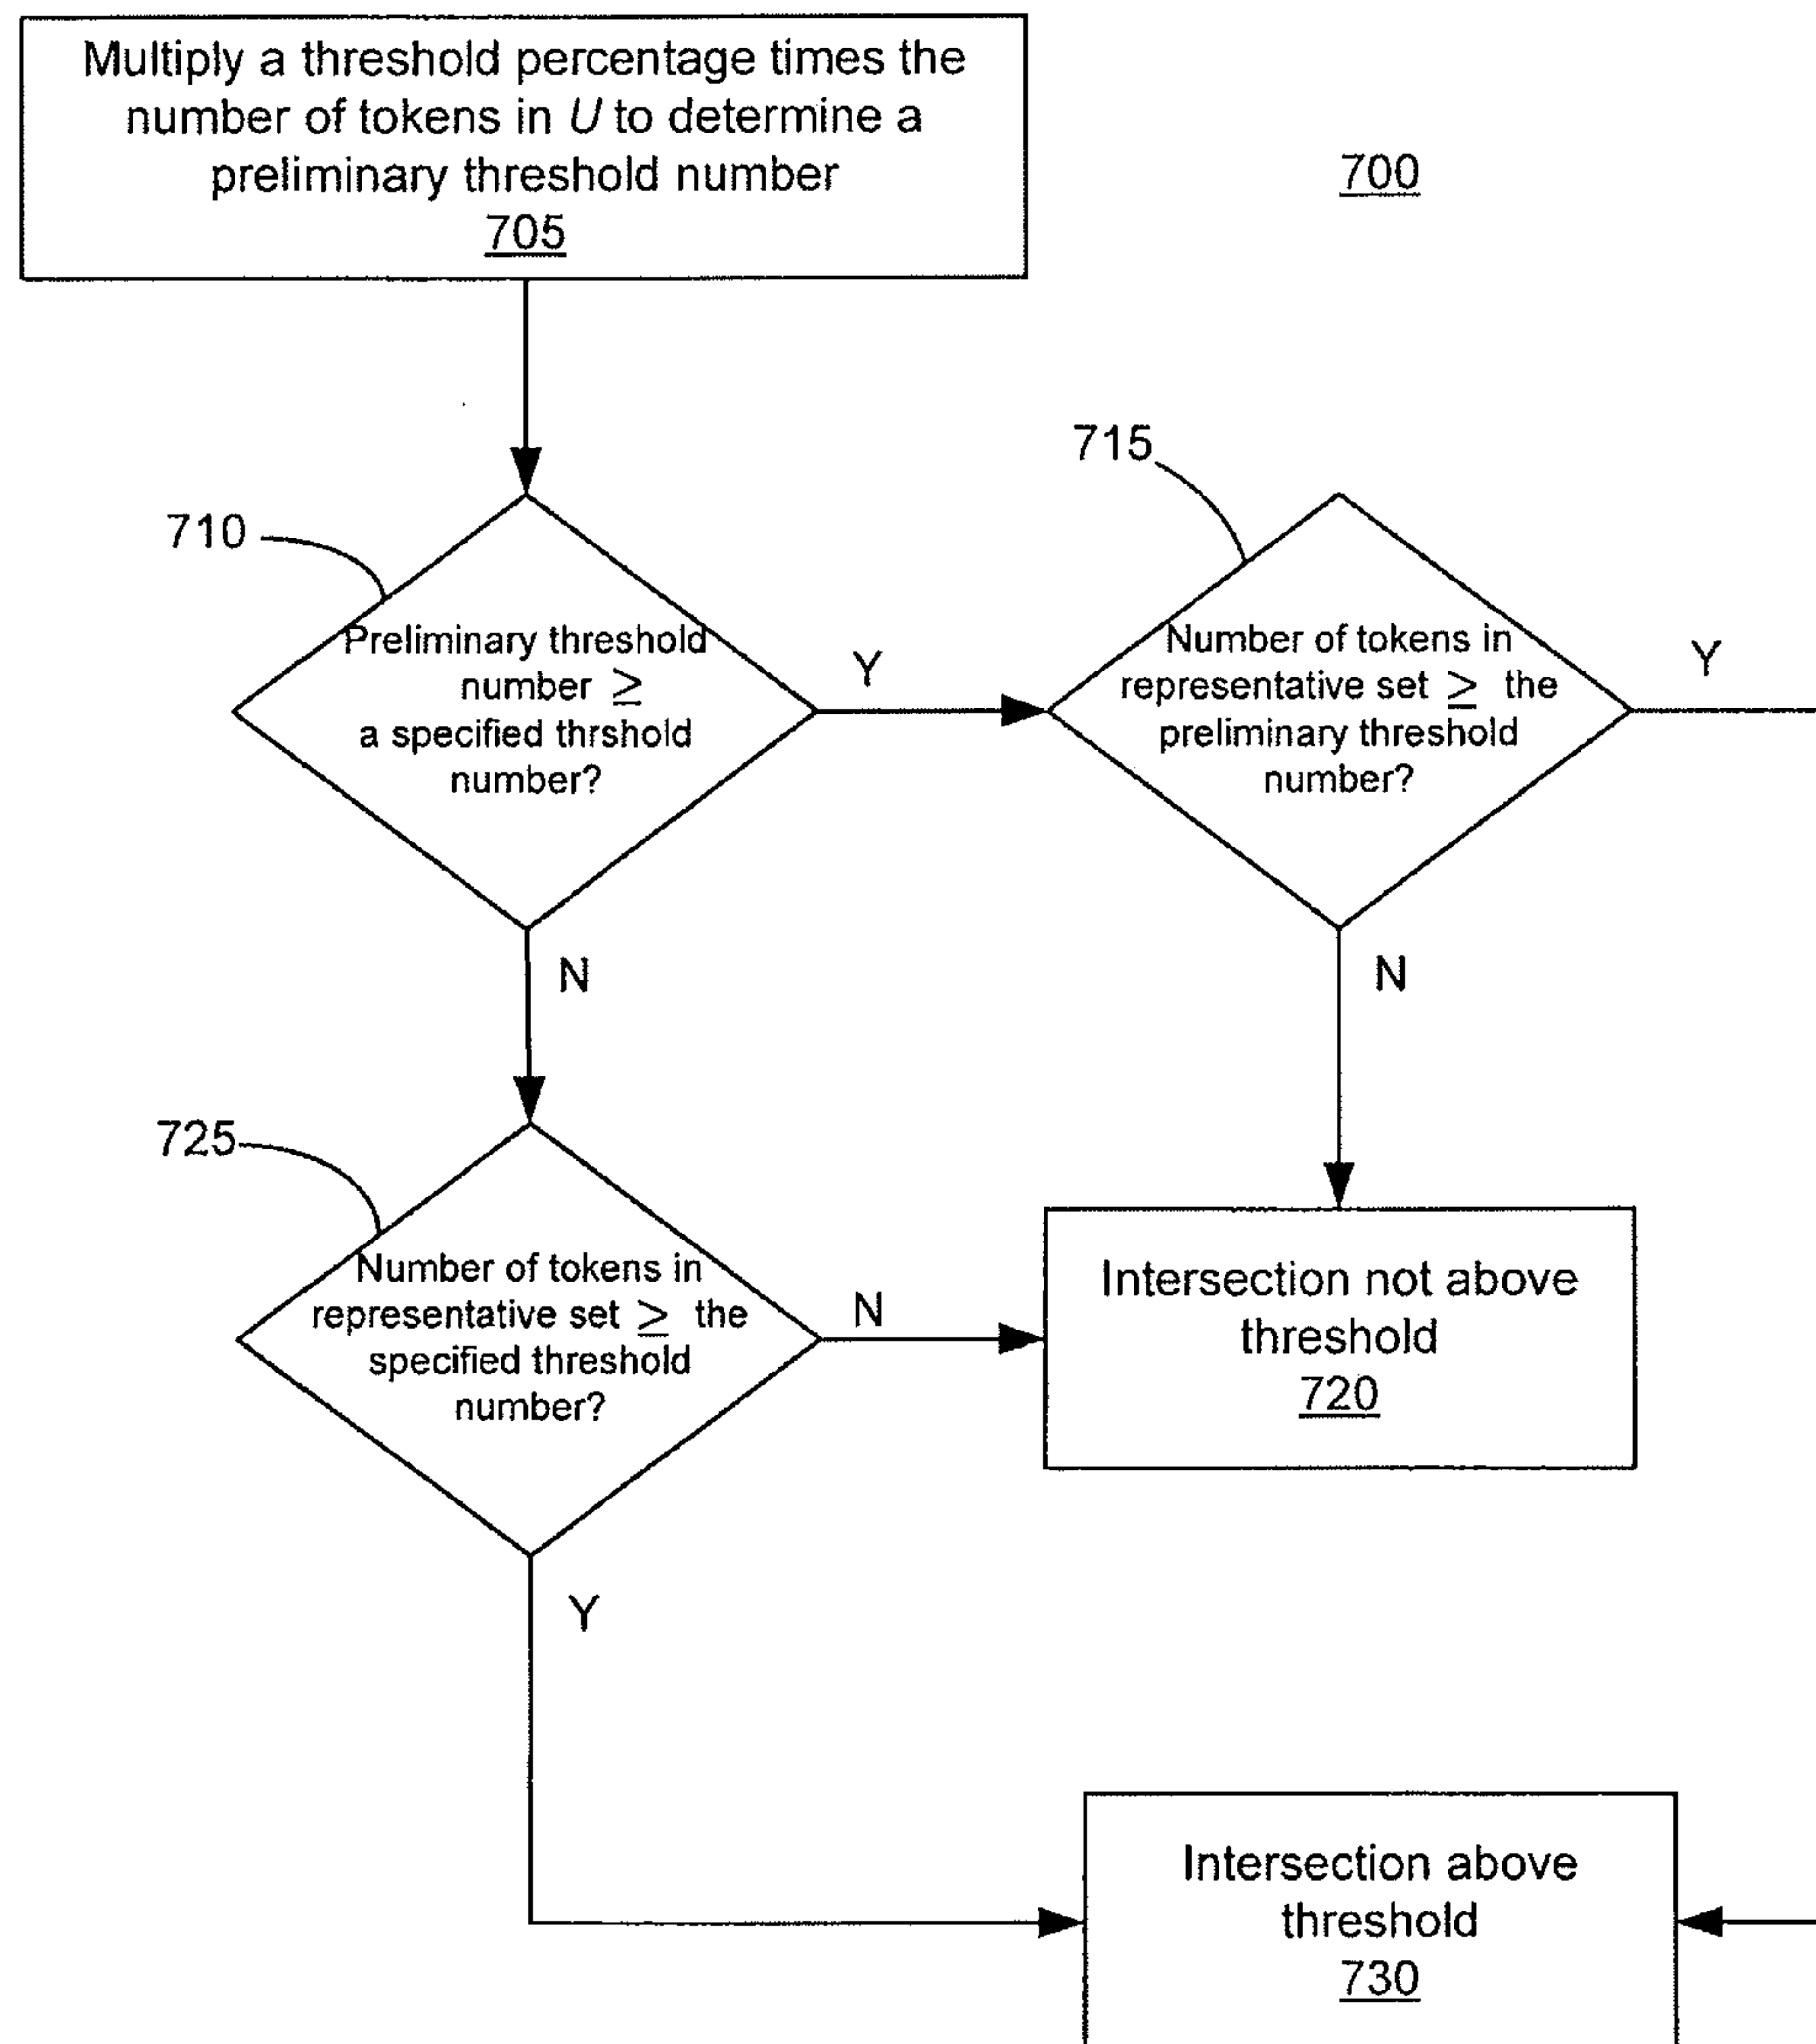 Multiply a threshold percentage times the
number of tokens in U to determine a
preliminary threshold number
705
700
710
Preliminary threshold
number ≥
a specified thrshold
number?
Y
N
715
Number of tokens in
representative set ≥ the
preliminary threshold
number?
Y
N
725
Number of tokens in
representative set ≥ the
specified threshold
number?
N
Y
Intersection not above
threshold
720
Intersection above
threshold
730